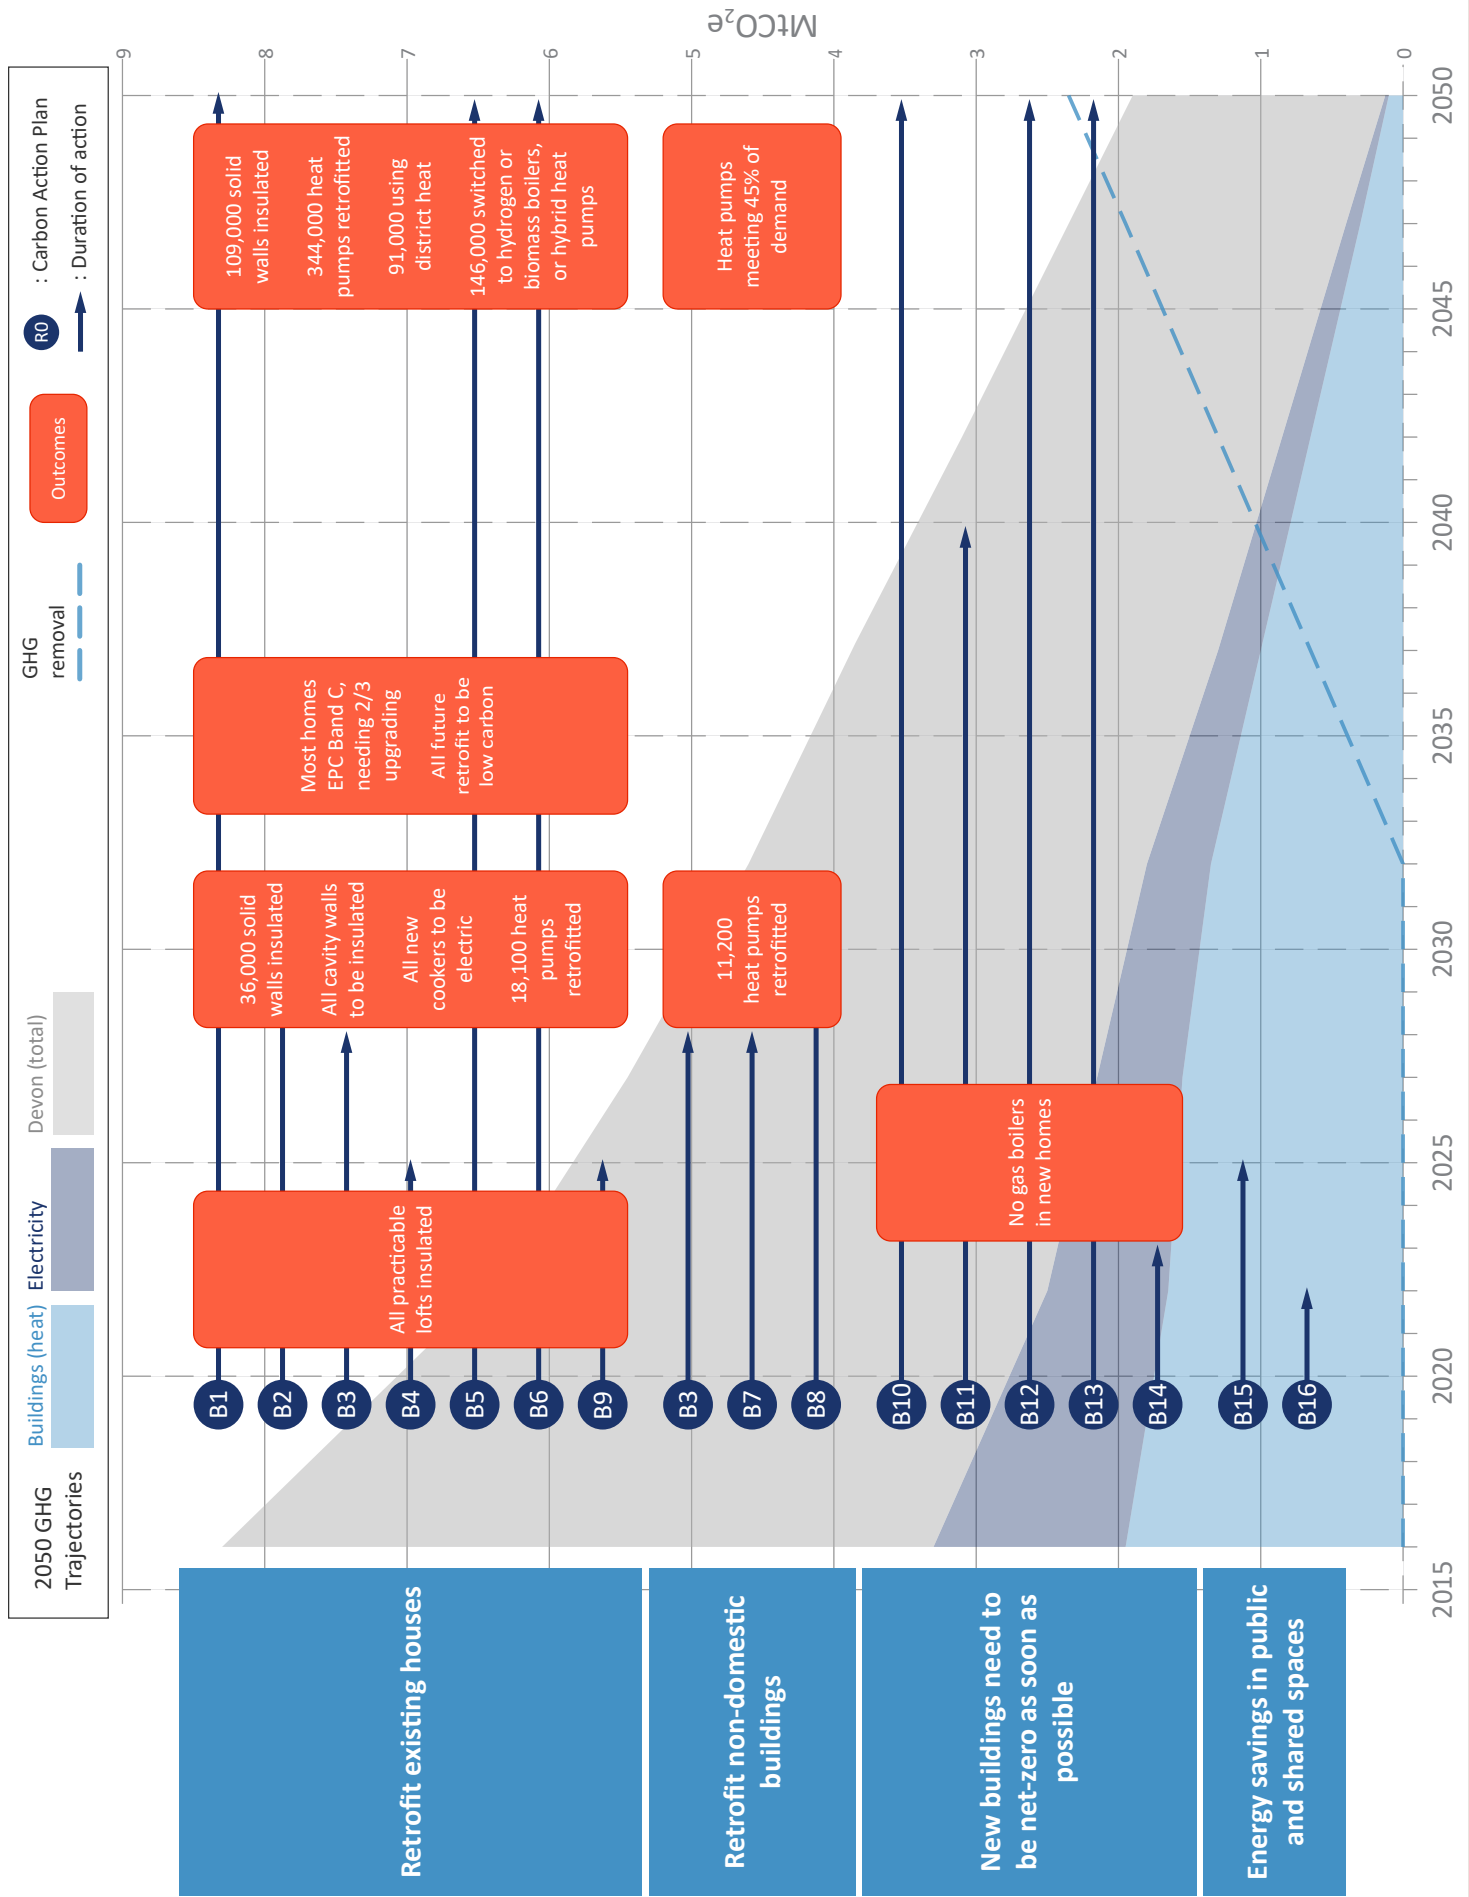 2050 GHG
Trajectories
Buildings (heat)
Electricity
Devon (total)
GHG
removal
Outcomes
R0
: Carbon Action Plan
: Duration of action
Retrofit existing houses
B1
B2
B3
B4
B5
B6
B9
All practicable
lofts insulated
36,000 solid
walls insulated
All cavity walls
to be insulated
All new
cookers to be
electric
18,100 heat
pumps
retrofitted
Most homes
EPC Band C,
needing 2/3
upgrading
All future
retrofit to be
low carbon
109,000 solid
walls insulated
344,000 heat
pumps retrofitted
91,000 using
district heat
146,000 switched
to hydrogen or
biomass boilers,
or hybrid heat
pumps
Retrofit non-domestic
buildings
B3
B7
B8
11,200
heat pumps
retrofitted
Heat pumps
meeting 45% of
demand
New buildings need to
be net-zero as soon as
possible
B10
B11
B12
B13
B14
No gas boilers
in new homes
Energy savings in public
and shared spaces
B15
B16
9
8
7
6
5
4
3
2
1
0
MtCO₂e
2015
2020
2025
2030
2035
2040
2045
2050